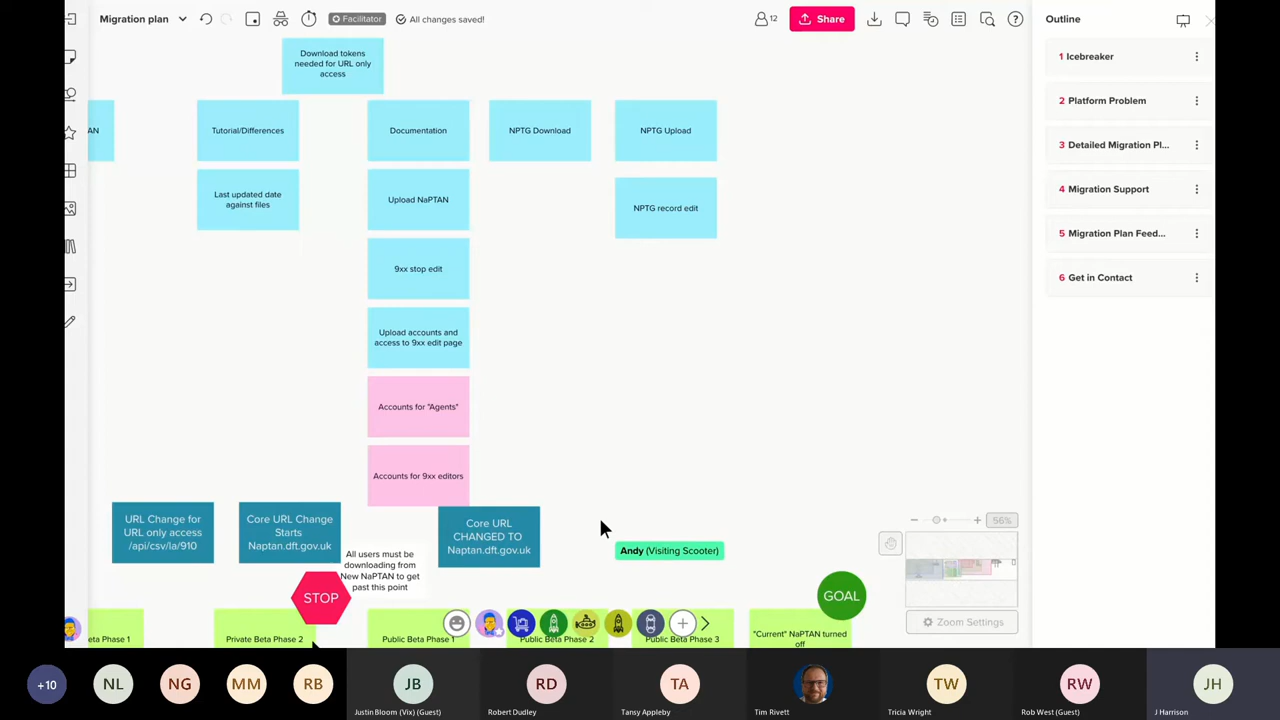 Migration plan
Facilitator
All changes saved!
12
Share
Outline
1 Icebreaker
2 Platform Problem
3 Detailed Migration Pl...
4 Migration Support
5 Migration Plan Feed...
6 Get in Contact
Download tokens
needed for URL only
access
AN
Tutorial/Differences
Documentation
NPTG Download
NPTG Upload
Last updated date
against files
Upload NaPTAN
NPTG record edit
9xx stop edit
Upload accounts and
access to 9xx edit page
Accounts for "Agents"
Accounts for 9xx editors
URL Change for
URL only access
/api/csv/la/910
Core URL Change
Starts
Naptan.dft.gov.uk
Core URL
CHANGED TO
Naptan.dft.gov.uk
All users must be
downloading from
New NaPTAN to get
past this point
STOP
Andy (Visiting Scooter)
GOAL
56%
Zoom Settings
eta Phase 1
Private Beta Phase 2
Public Beta Phase 1
Public Beta Phase 2
Public Beta Phase 3
"Current" NaPTAN turned
off
+10
NL
NG
MM
RB
JB
Justin Bloom (Vix) (Guest)
RD
Robert Dudley
TA
Tansy Appleby
Tim Rivett
TW
Tricia Wright
RW
Rob West (Guest)
JH
J Harrison